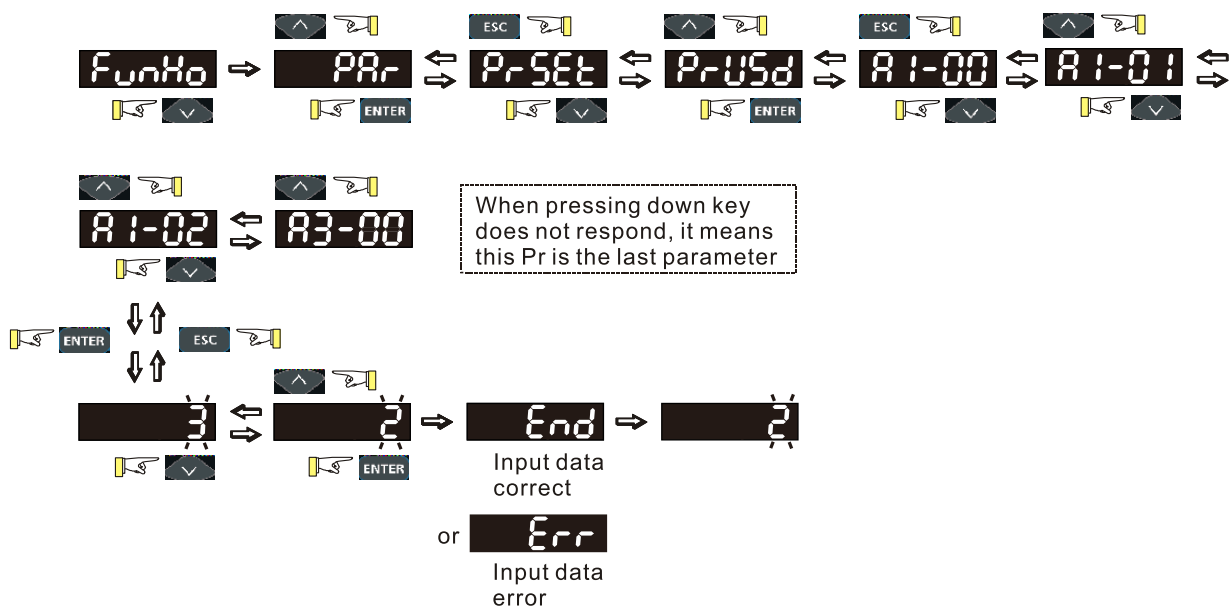 ESC
ESC
FunHo
PAr
PrSEt
PrUSd
A1-00
A1-01
ENTER
ENTER
A1-02
A3-00
When pressing down key
does not respond, it means
this Pr is the last parameter
ENTER
ESC
3
2
End
2
ENTER
Input data
correct
or
Err
Input data
error